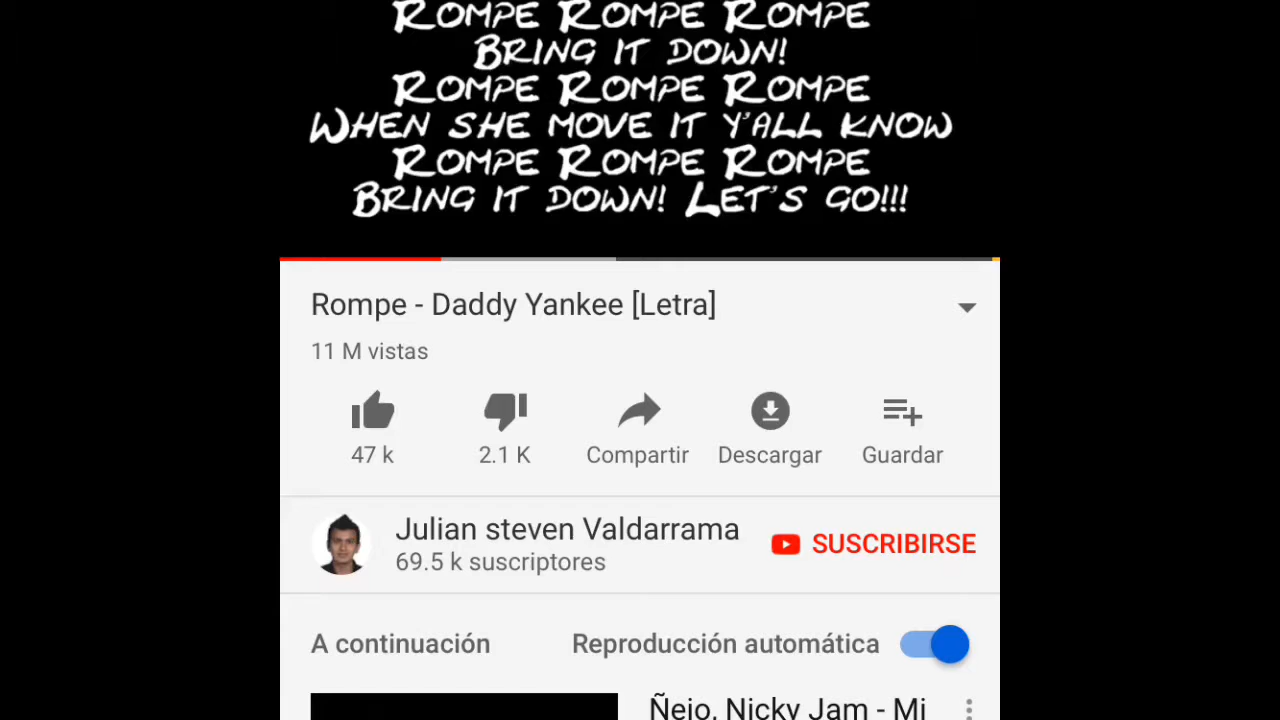 ROMPE ROMPE ROMPE
BRING IT DOWN!
ROMPE ROMPE ROMPE
WHEN SHE MOVE IT Y'ALL KNOW
ROMPE ROMPE ROMPE
BRING IT DOWN! LET'S GO!!!
Rompe - Daddy Yankee [Letra]
11 M vistas
47 k 2.1 K Compartir Descargar Guardar
Julian steven Valdarrama
69.5 k suscriptores
SUSCRIBIRSE
A continuación Reproducción automática
Ñejo, Nicky Jam - Mi